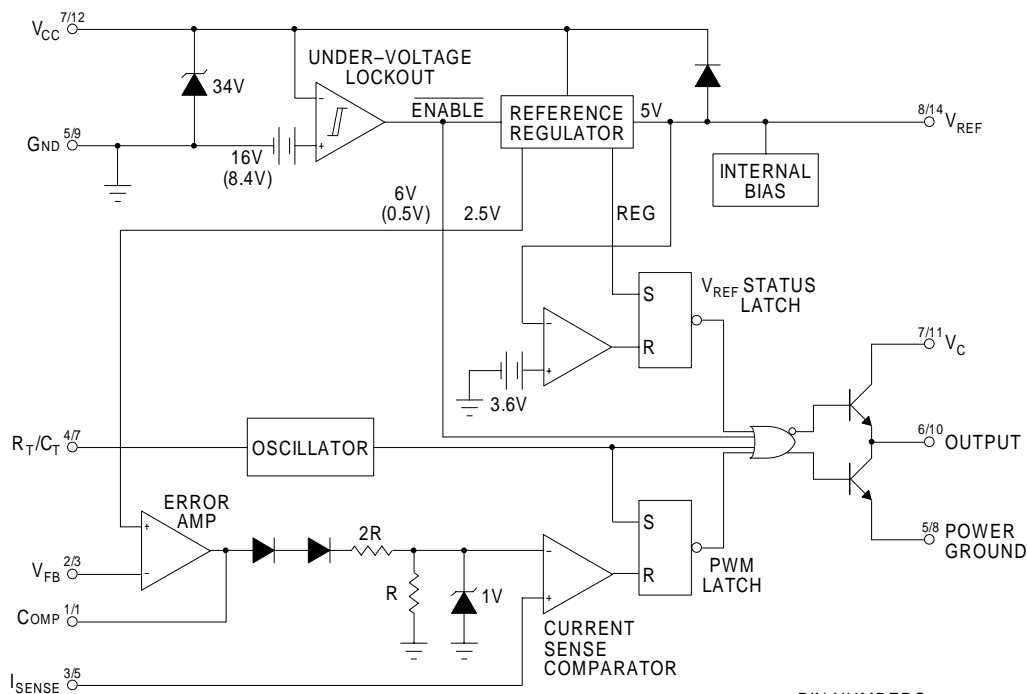 VCC 7/12
34V
UNDER–VOLTAGE
LOCKOUT
ENABLE
REFERENCE
REGULATOR
5V
8/14 VREF
GND 5/9
16V
(8.4V)
INTERNAL
BIAS
6V
(0.5V)
2.5V
REG
S
R
VREF STATUS
LATCH
3.6V
7/11 VC
RT/CT 4/7
OSCILLATOR
6/10 OUTPUT
ERROR
AMP
2R
S
R
PWM
LATCH
5/8 POWER
GROUND
VFB 2/3
R
1V
COMP 1/1
CURRENT
SENSE
COMPARATOR
ISENSE 3/5